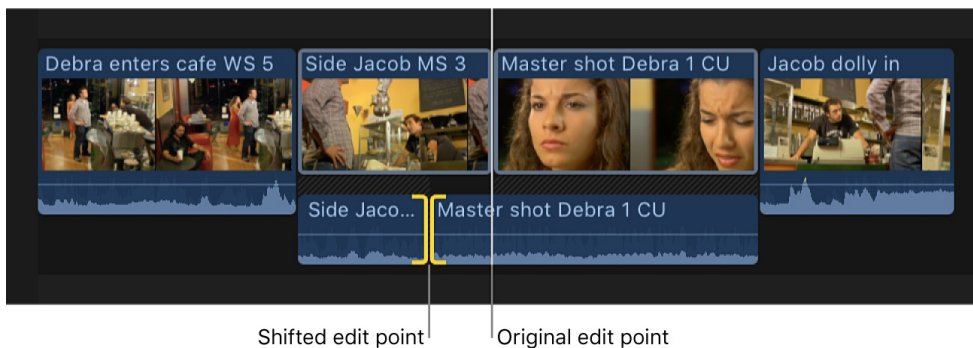 Debra enters cafe WS 5
Side Jacob MS 3
Master shot Debra 1 CU
Jacob dolly in
Side Jaco...
Master shot Debra 1 CU
Shifted edit point
Original edit point